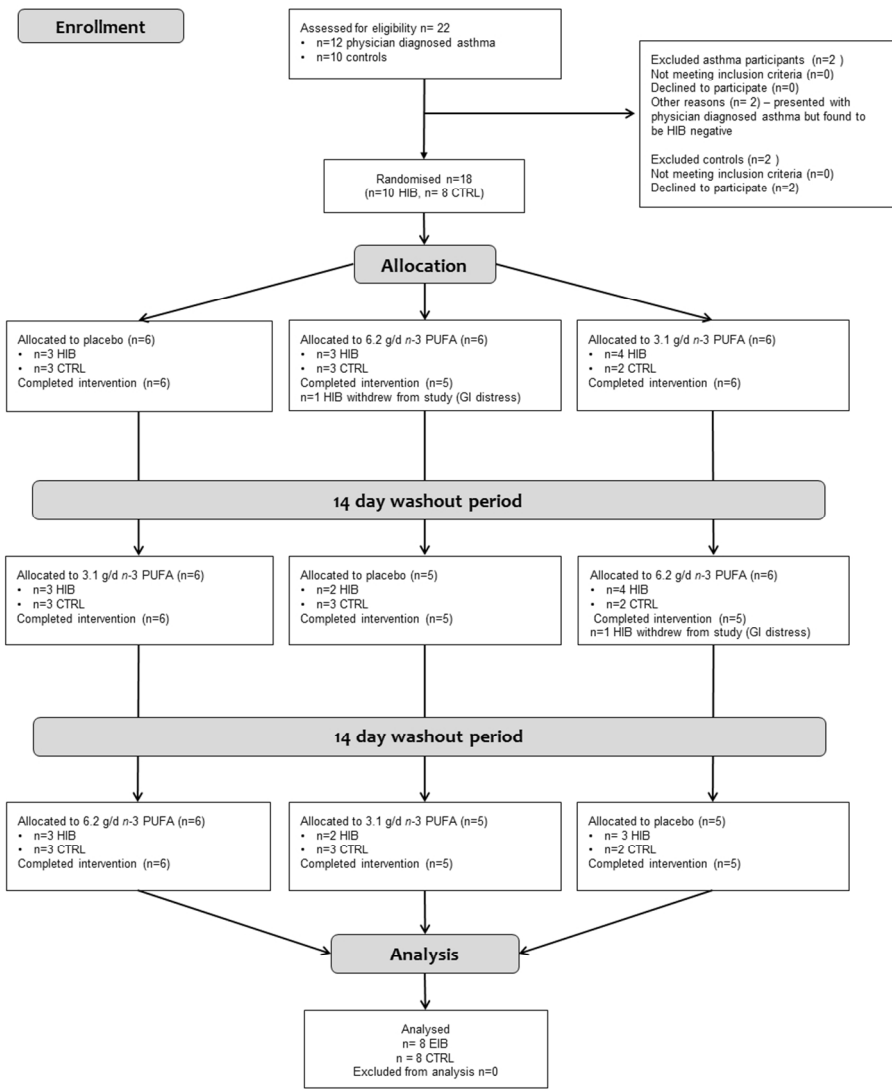 Enrollment
Assessed for eligibility n= 22
• n=12 physician diagnosed asthma
• n=10 controls
Excluded asthma participants (n=2 )
Not meeting inclusion criteria (n=0)
Declined to participate (n=0)
Other reasons (n= 2) – presented with
physician diagnosed asthma but found to
be HIB negative
Excluded controls (n=2 )
Not meeting inclusion criteria (n=0)
Declined to participate (n=2)
Randomised n=18
(n=10 HIB, n= 8 CTRL)
Allocation
Allocated to placebo (n=6)
• n=3 HIB
• n=3 CTRL
Completed intervention (n=6)
Allocated to 6.2 g/d n-3 PUFA (n=6)
• n=3 HIB
• n=3 CTRL
Completed intervention (n=5)
n=1 HIB withdrew from study (GI distress)
Allocated to 3.1 g/d n-3 PUFA (n=6)
• n=4 HIB
• n=2 CTRL
Completed intervention (n=6)
14 day washout period
Allocated to 3.1 g/d n-3 PUFA (n=6)
• n=3 HIB
• n=3 CTRL
Completed intervention (n=6)
Allocated to placebo (n=5)
• n=2 HIB
• n=3 CTRL
Completed intervention (n=5)
Allocated to 6.2 g/d n-3 PUFA (n=6)
• n=4 HIB
• n=2 CTRL
Completed intervention (n=5)
n=1 HIB withdrew from study (GI distress)
14 day washout period
Allocated to 6.2 g/d n-3 PUFA (n=6)
• n=3 HIB
• n=3 CTRL
Completed intervention (n=6)
Allocated to 3.1 g/d n-3 PUFA (n=5)
• n=2 HIB
• n=3 CTRL
Completed intervention (n=5)
Allocated to placebo (n=5)
• n= 3 HIB
• n=2 CTRL
Completed intervention (n=5)
Analysis
Analysed
n= 8 EIB
n = 8 CTRL
Excluded from analysis n=0